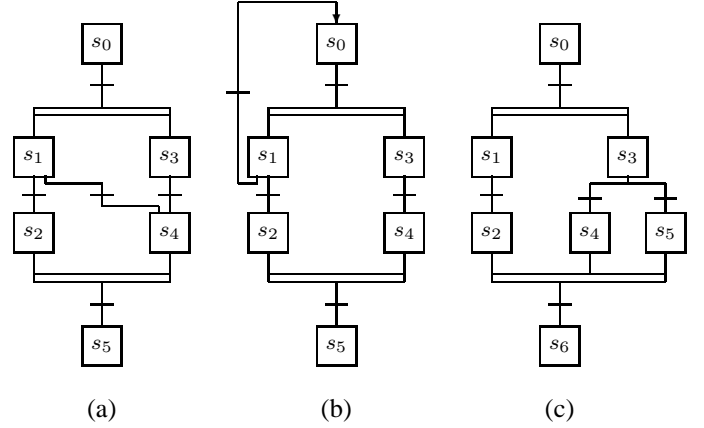 s0 s0 s0
s1 s3 s1 s3 s1 s3
s2 s4 s2 s4 s2 s4 s5
s5 s5 s6
(a) (b) (c)